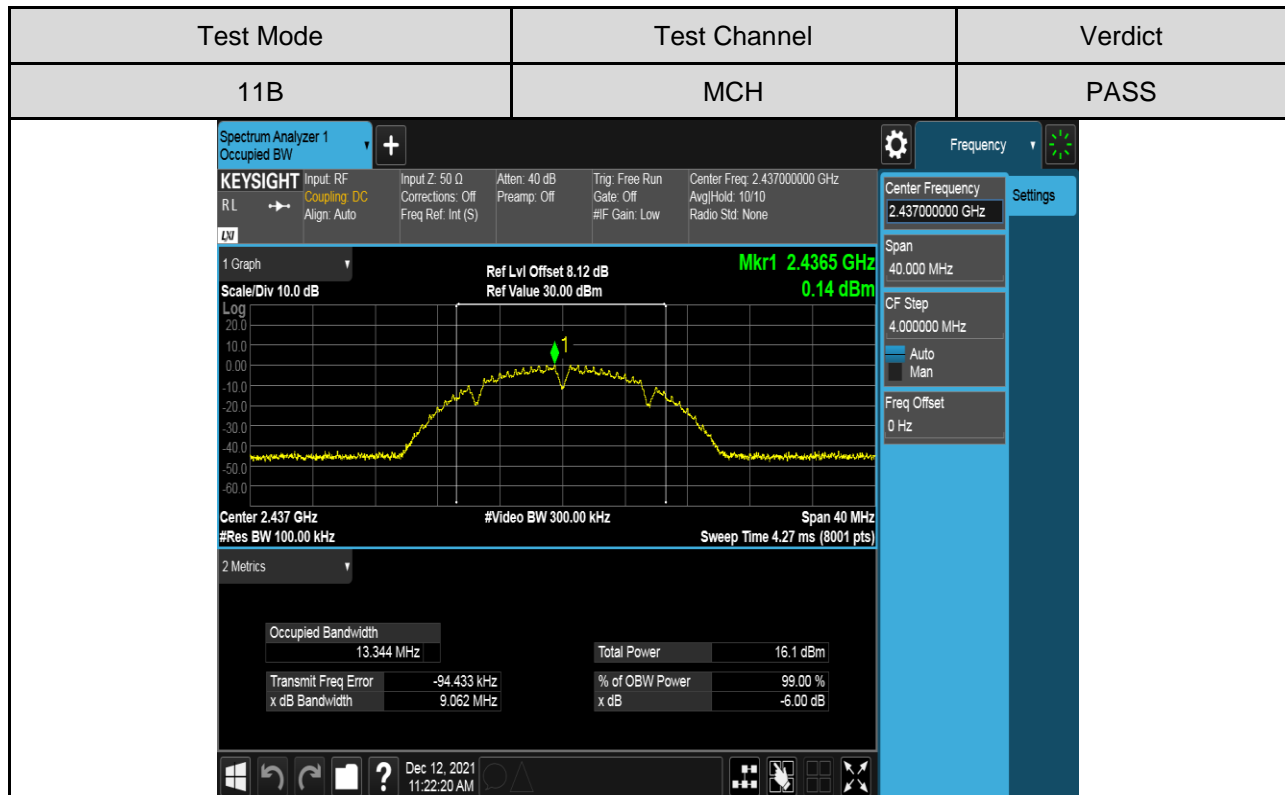 Test Mode Test Channel Verdict
11B MCH PASS
Spectrum Analyzer 1
Occupied BW
+
Frequency
KEYSIGHT
R L
LXI
Input: RF
Coupling: DC
Align: Auto
Input Z: 50 Ω
Corrections: Off
Freq Ref: Int (S)
Atten: 40 dB
Preamp: Off
Trig: Free Run
Gate: Off
#IF Gain: Low
Center Freq: 2.437000000 GHz
Avg|Hold: 10/10
Radio Std: None
Center Frequency
2.437000000 GHz
Settings
Span
40.000 MHz
CF Step
4.000000 MHz
Auto
Man
Freq Offset
0 Hz
1 Graph
Scale/Div 10.0 dB
Ref Lvl Offset 8.12 dB
Ref Value 30.00 dBm
Mkr1 2.4365 GHz
0.14 dBm
Log
20.0
10.0
0.00
-10.0
-20.0
-30.0
-40.0
-50.0
-60.0
1
Center 2.437 GHz #Video BW 300.00 kHz Span 40 MHz
#Res BW 100.00 kHz Sweep Time 4.27 ms (8001 pts)
2 Metrics
Occupied Bandwidth
13.344 MHz
Total Power 16.1 dBm
Transmit Freq Error -94.433 kHz % of OBW Power 99.00 %
x dB Bandwidth 9.062 MHz x dB -6.00 dB
?
Dec 12, 2021
11:22:20 AM